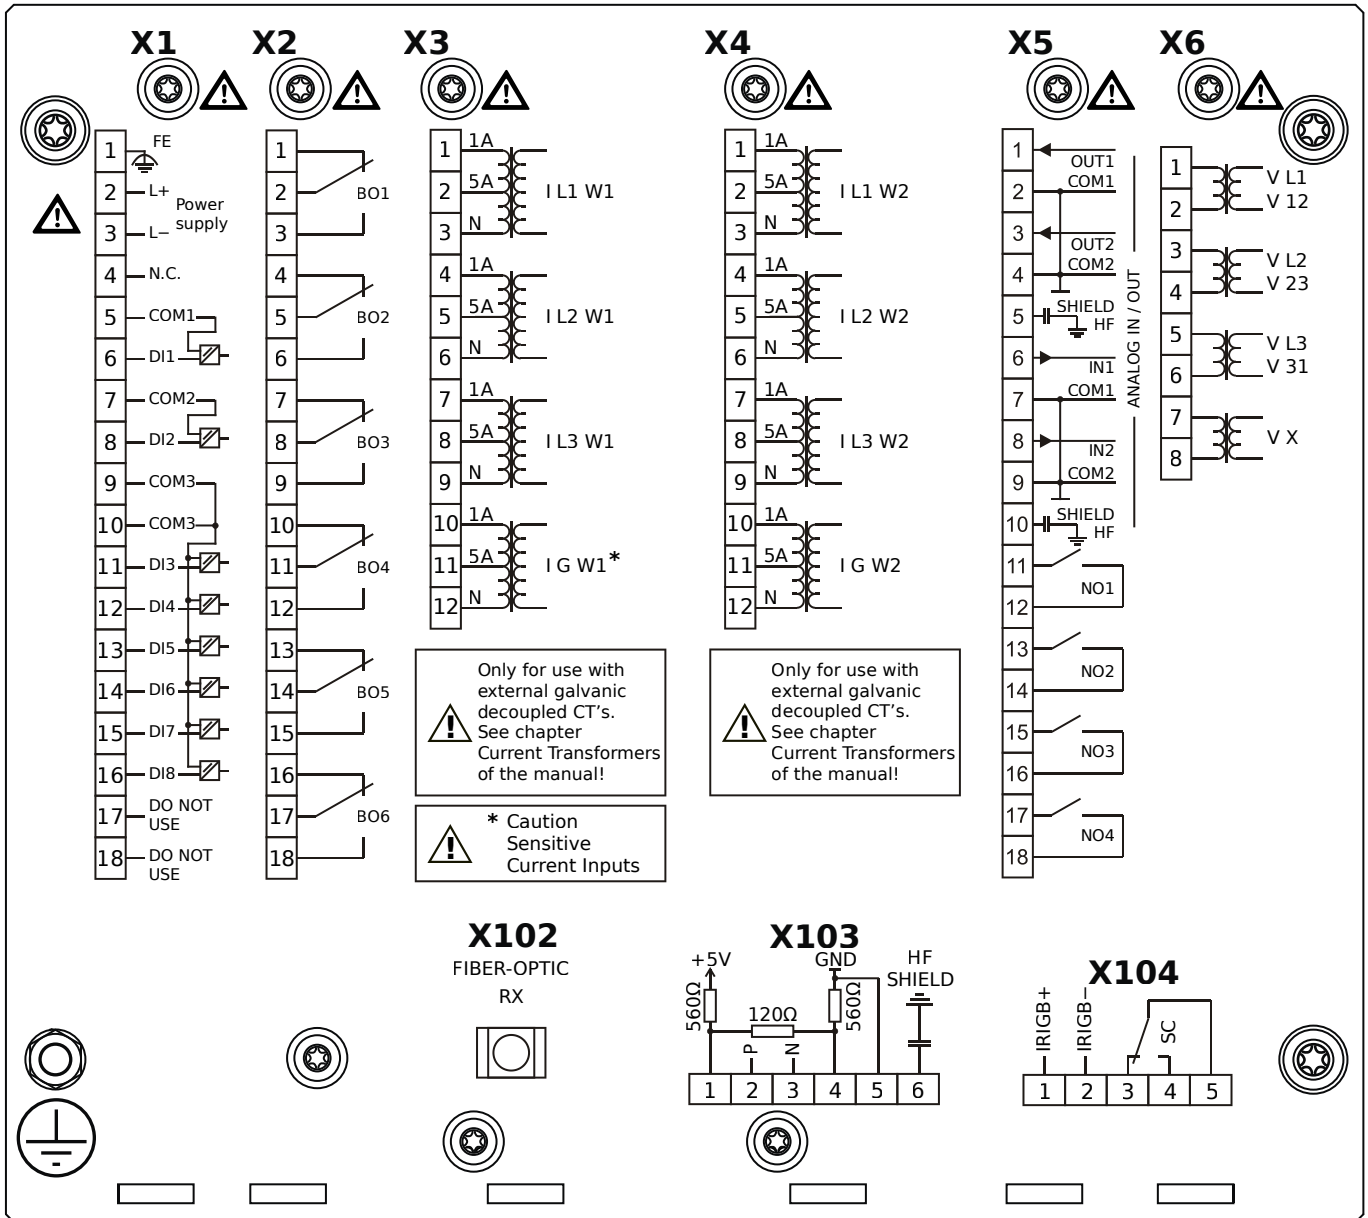 X1
X2
X3
X4
X5
X6
1
FE
2
L+
Power
supply
3
L−
4
N.C.
5
COM1
6
DI1
7
COM2
8
DI2
9
COM3
10
COM3
11
DI3
12
DI4
13
DI5
14
DI6
15
DI7
16
DI8
17
DO NOT
USE
18
DO NOT
USE
1
2
BO1
3
4
5
BO2
6
7
8
BO3
9
10
11
BO4
12
13
14
BO5
15
16
17
BO6
18
1
1A
2
5A
I L1 W1
3
N
4
1A
5
5A
I L2 W1
6
N
7
1A
8
5A
I L3 W1
9
N
10
1A
11
5A
I G W1*
12
N
Only for use with
external galvanic
decoupled CT's.
See chapter
Current Transformers
of the manual!
* Caution
Sensitive
Current Inputs
1
1A
2
5A
I L1 W2
3
N
4
1A
5
5A
I L2 W2
6
N
7
1A
8
5A
I L3 W2
9
N
10
1A
11
5A
I G W2
12
N
Only for use with
external galvanic
decoupled CT's.
See chapter
Current Transformers
of the manual!
1
OUT1
2
COM1
3
OUT2
4
COM2
5
SHIELD
HF
6
IN1
7
COM1
8
IN2
9
COM2
10
SHIELD
HF
ANALOG IN / OUT
11
NO1
12
13
NO2
14
15
NO3
16
17
NO4
18
1
V L1
2
V 12
3
V L2
4
V 23
5
V L3
6
V 31
7
V X
8
X102
FIBER-OPTIC
RX
X103
+5V
GND
HF
SHIELD
560Ω
120Ω
560Ω
P
N
1 2 3 4 5 6
X104
IRIGB+
IRIGB−
SC
1 2 3 4 5